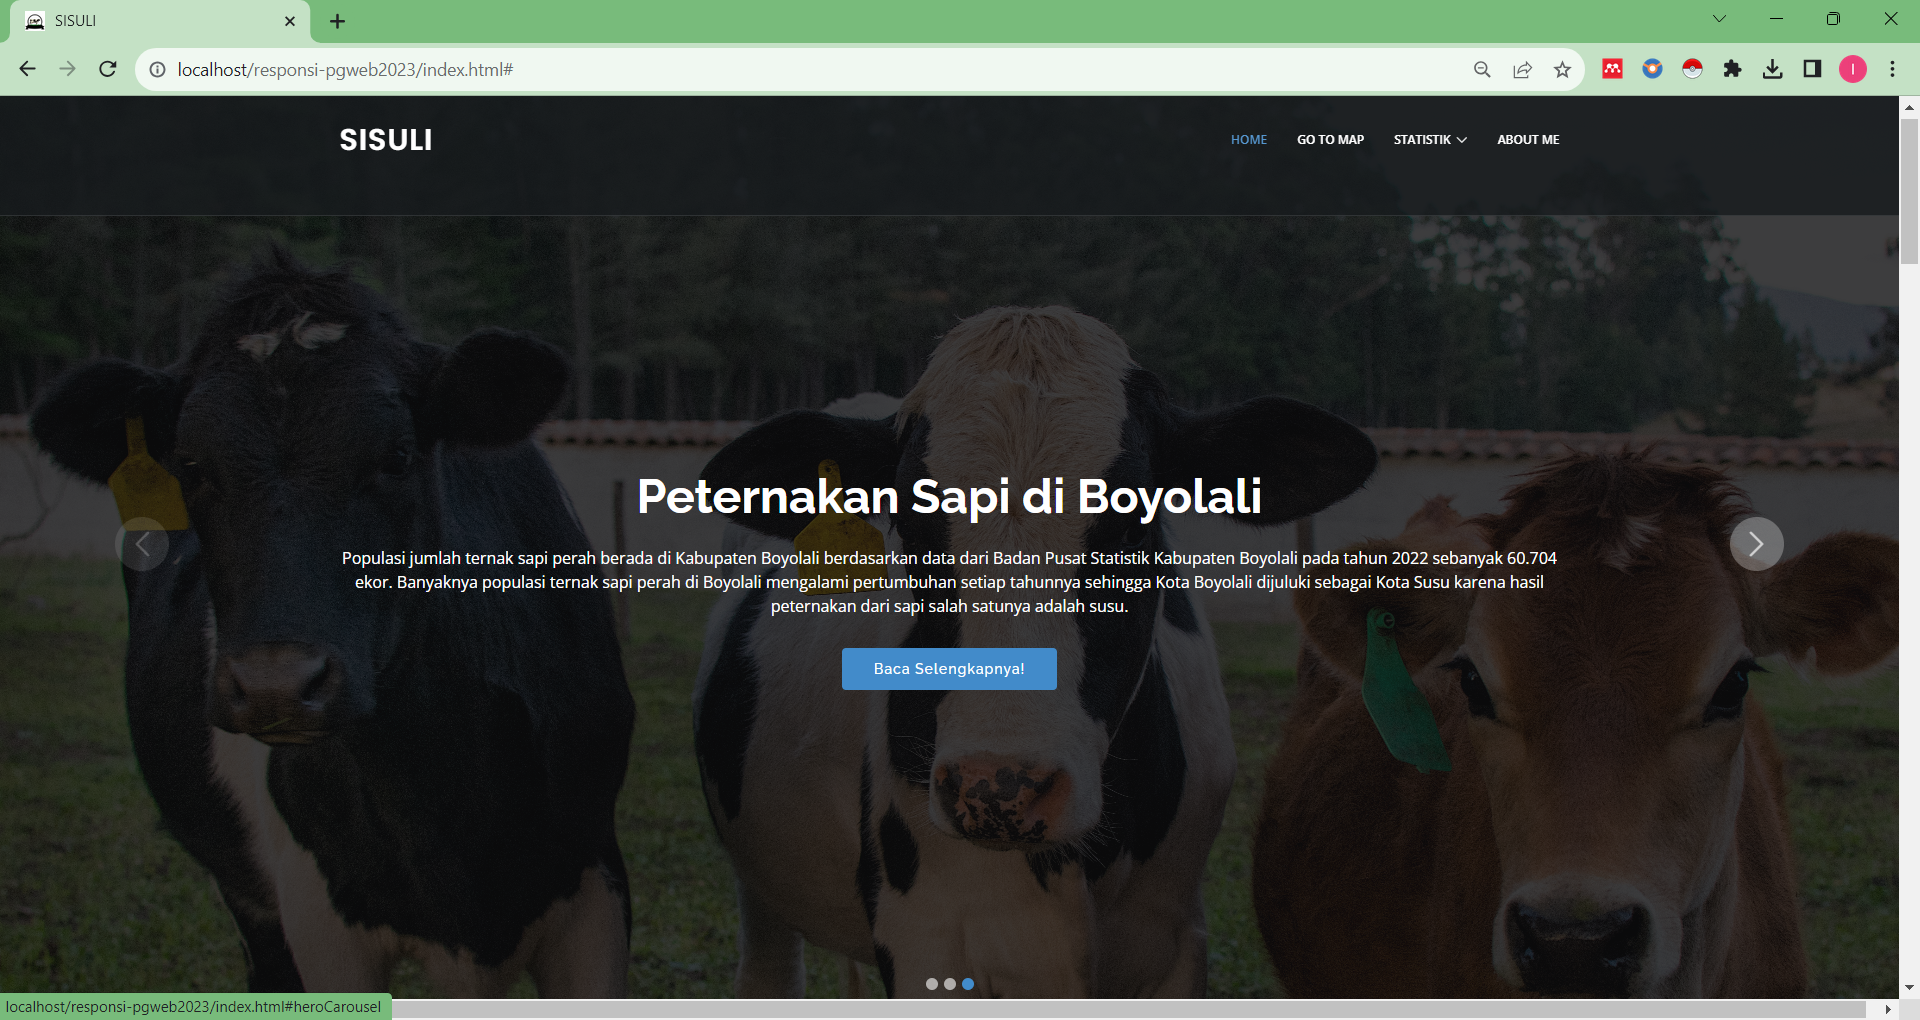 SISULI
localhost/responsi-pgweb2023/index.html#
I
SISULI
HOME
GO TO MAP
STATISTIK
ABOUT ME
Peternakan Sapi di Boyolali
Populasi jumlah ternak sapi perah berada di Kabupaten Boyolali berdasarkan data dari Badan Pusat Statistik Kabupaten Boyolali pada tahun 2022 sebanyak 60.704
ekor. Banyaknya populasi ternak sapi perah di Boyolali mengalami pertumbuhan setiap tahunnya sehingga Kota Boyolali dijuluki sebagai Kota Susu karena hasil
peternakan dari sapi salah satunya adalah susu.
Baca Selengkapnya!
localhost/responsi-pgweb2023/index.html#heroCarousel